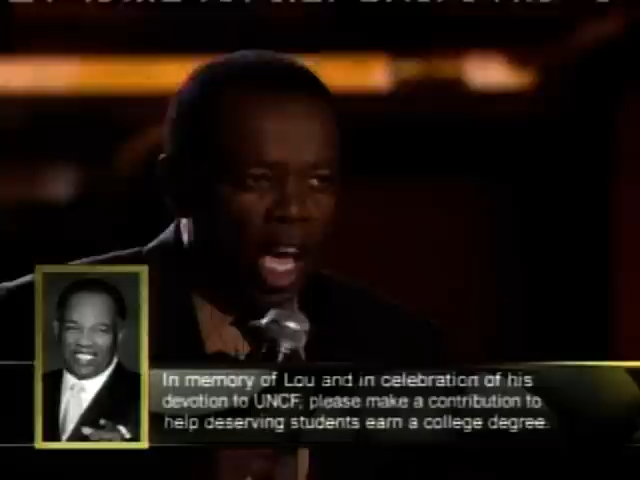 In memory of Lou and in celebration of his
devotion to UNCF, please make a contribution to
help deserving students earn a college degree.